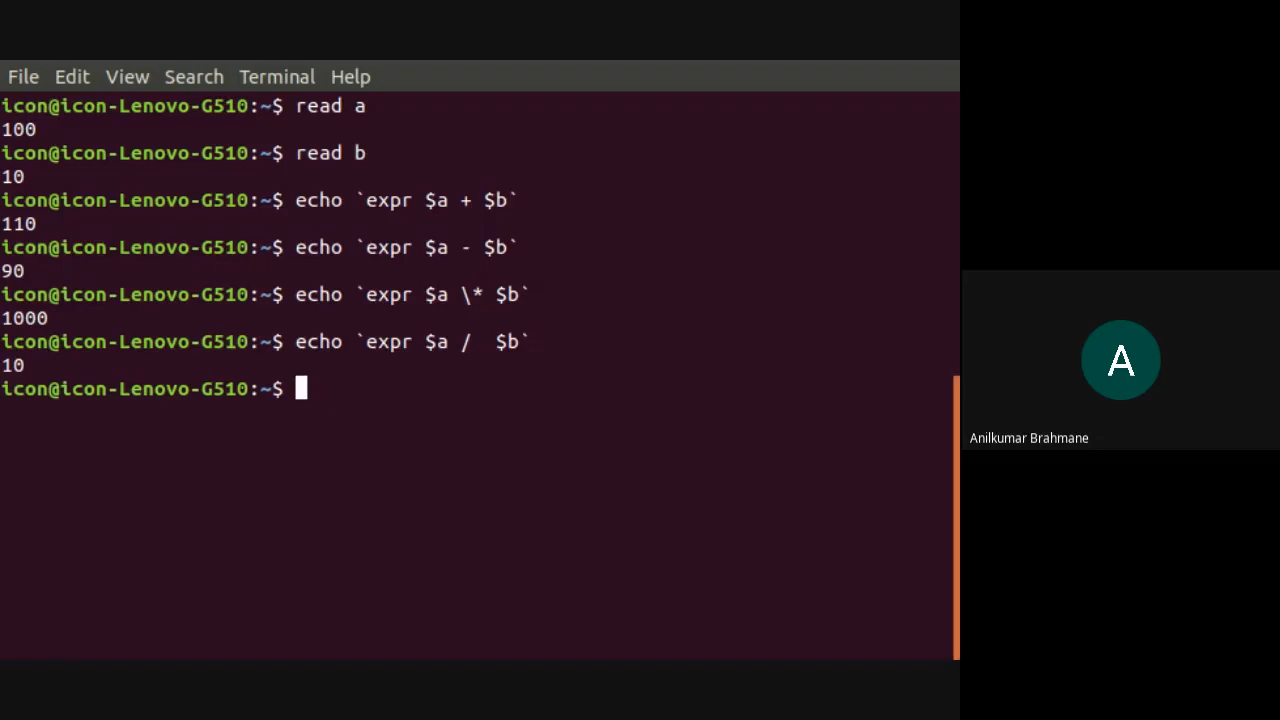 File Edit View Search Terminal Help
icon@icon-Lenovo-G510:~$ read a
100
icon@icon-Lenovo-G510:~$ read b
10
icon@icon-Lenovo-G510:~$ echo `expr $a + $b`
110
icon@icon-Lenovo-G510:~$ echo `expr $a - $b`
90
icon@icon-Lenovo-G510:~$ echo `expr $a \* $b`
1000
icon@icon-Lenovo-G510:~$ echo `expr $a /  $b`
10
icon@icon-Lenovo-G510:~$
A
Anilkumar Brahmane